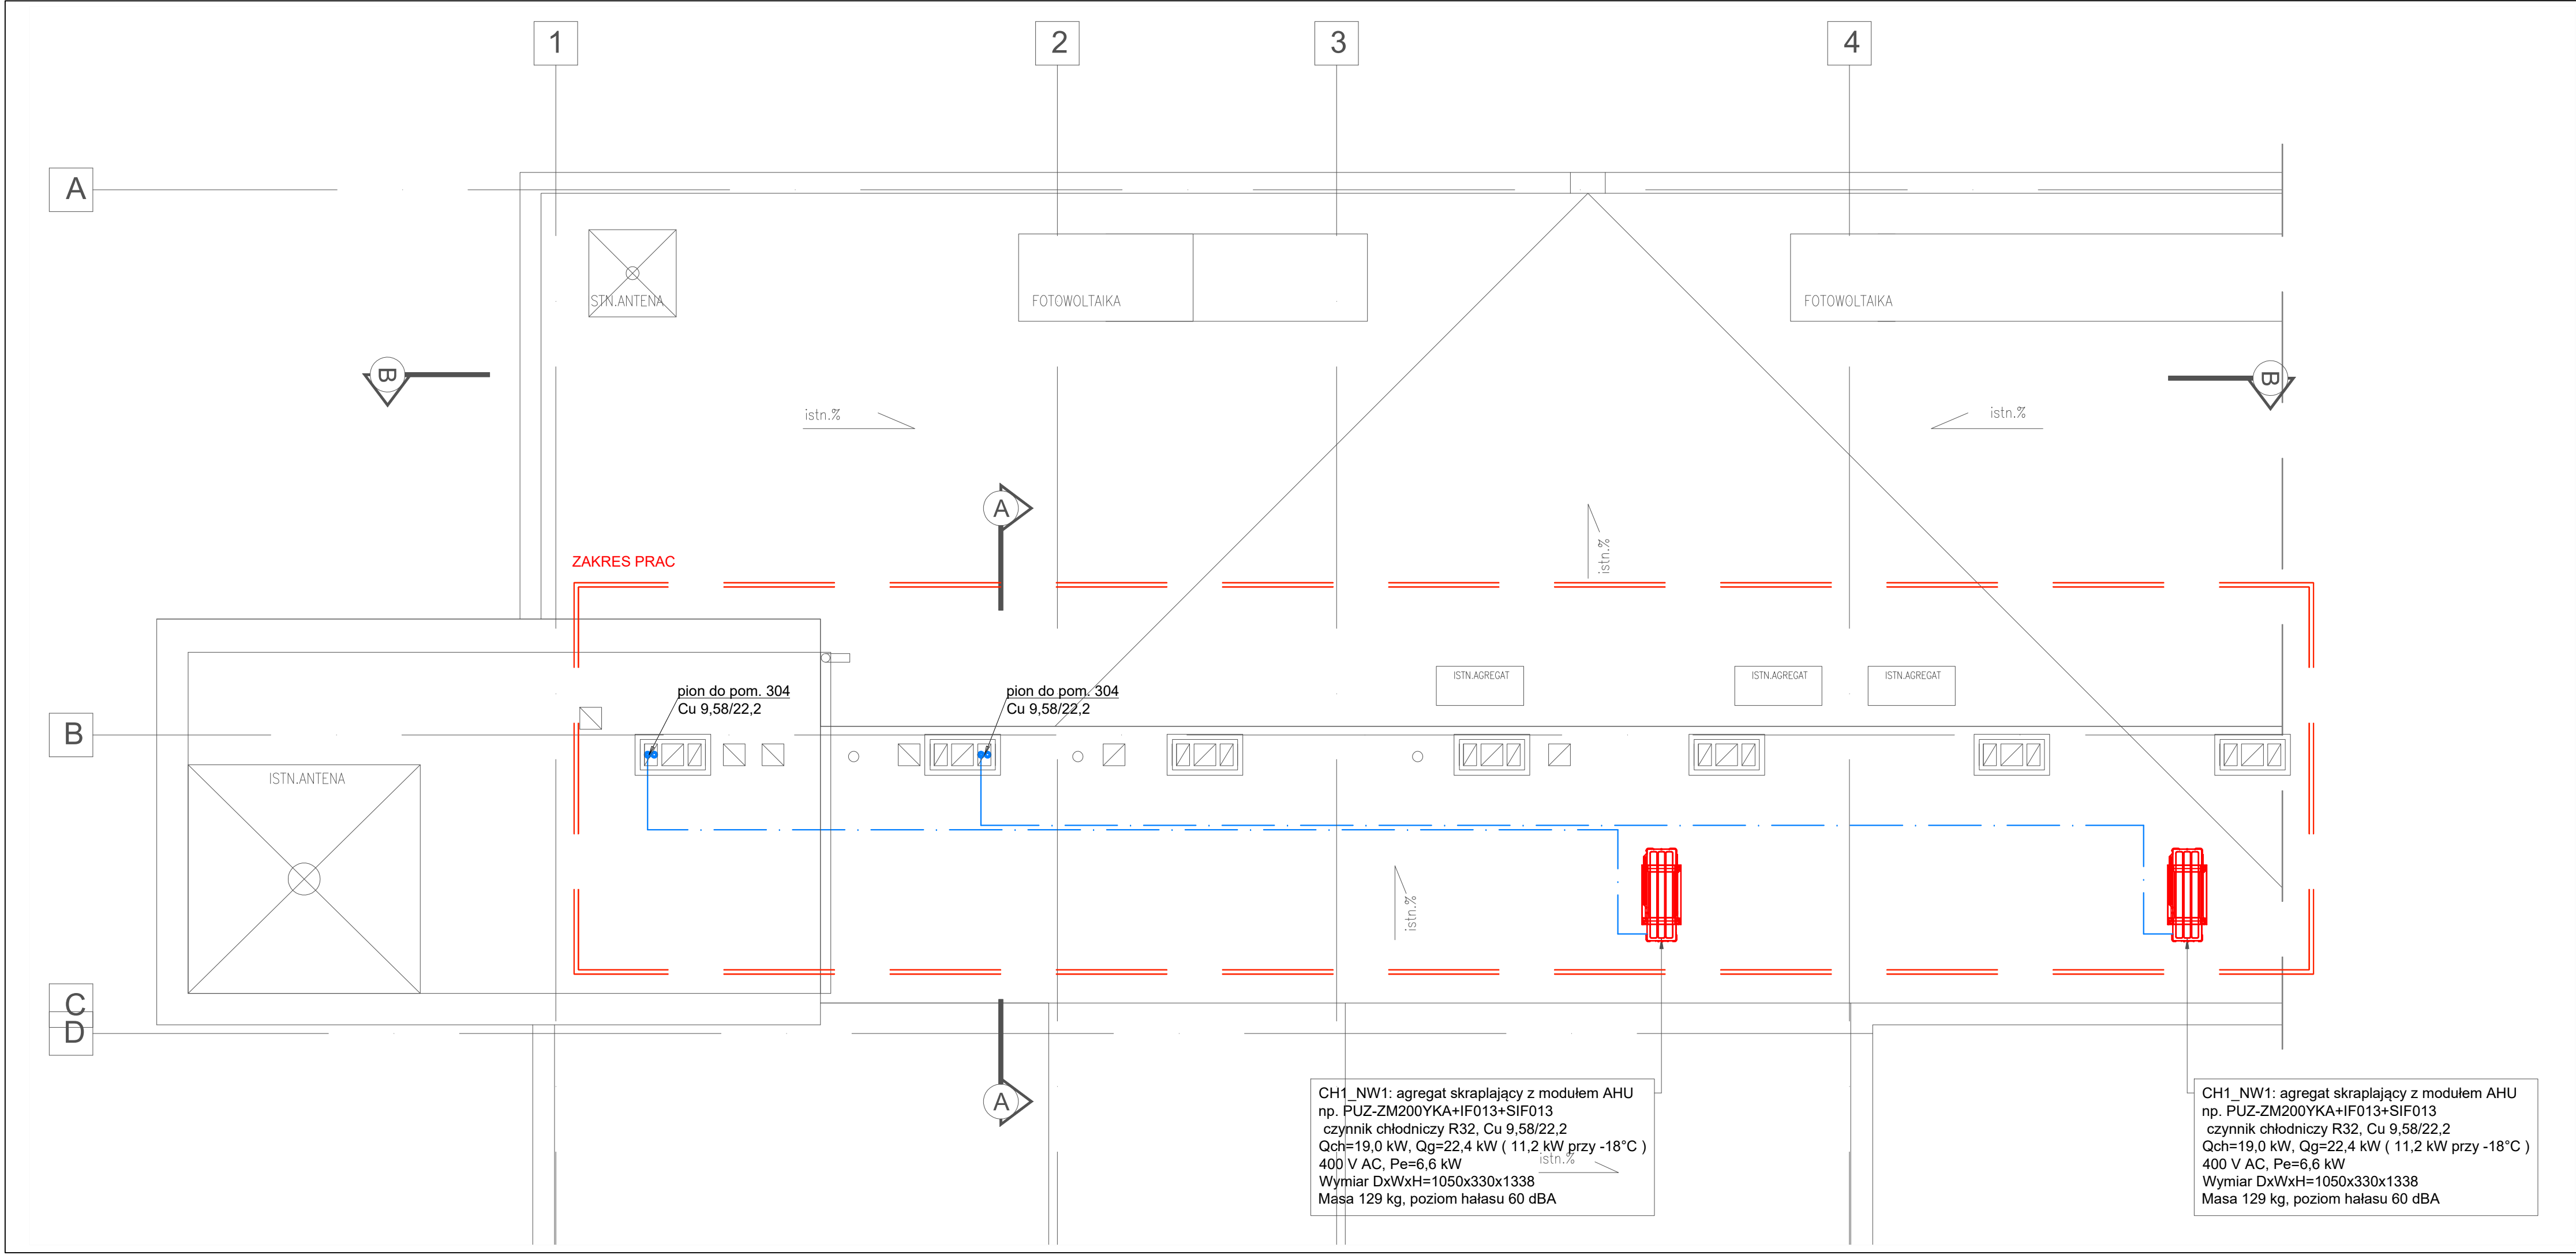 1
2
3
4
A
STN.ANTENA
FOTOWOLTAIKA
FOTOWOLTAIKA
B
B
istn.%
istn.%
A
istn.%
ZAKRES PRAC
ISTN.AGREGAT
ISTN.AGREGAT
ISTN.AGREGAT
pion do pom. 304
Cu 9,58/22,2
pion do pom. 304
Cu 9,58/22,2
B
ISTN.ANTENA
istn.%
C
D
A
CH1_NW1: agregat skraplający z modułem AHU
np. PUZ-ZM200YKA+IF013+SIF013
czynnik chłodniczy R32, Cu 9,58/22,2
Qch=19,0 kW, Qg=22,4 kW ( 11,2 kW przy -18°C )
400 V AC, Pe=6,6 kW
Wymiar DxWxH=1050x330x1338
Masa 129 kg, poziom hałasu 60 dBA
istn.%
CH1_NW1: agregat skraplający z modułem AHU
np. PUZ-ZM200YKA+IF013+SIF013
czynnik chłodniczy R32, Cu 9,58/22,2
Qch=19,0 kW, Qg=22,4 kW ( 11,2 kW przy -18°C )
400 V AC, Pe=6,6 kW
Wymiar DxWxH=1050x330x1338
Masa 129 kg, poziom hałasu 60 dBA